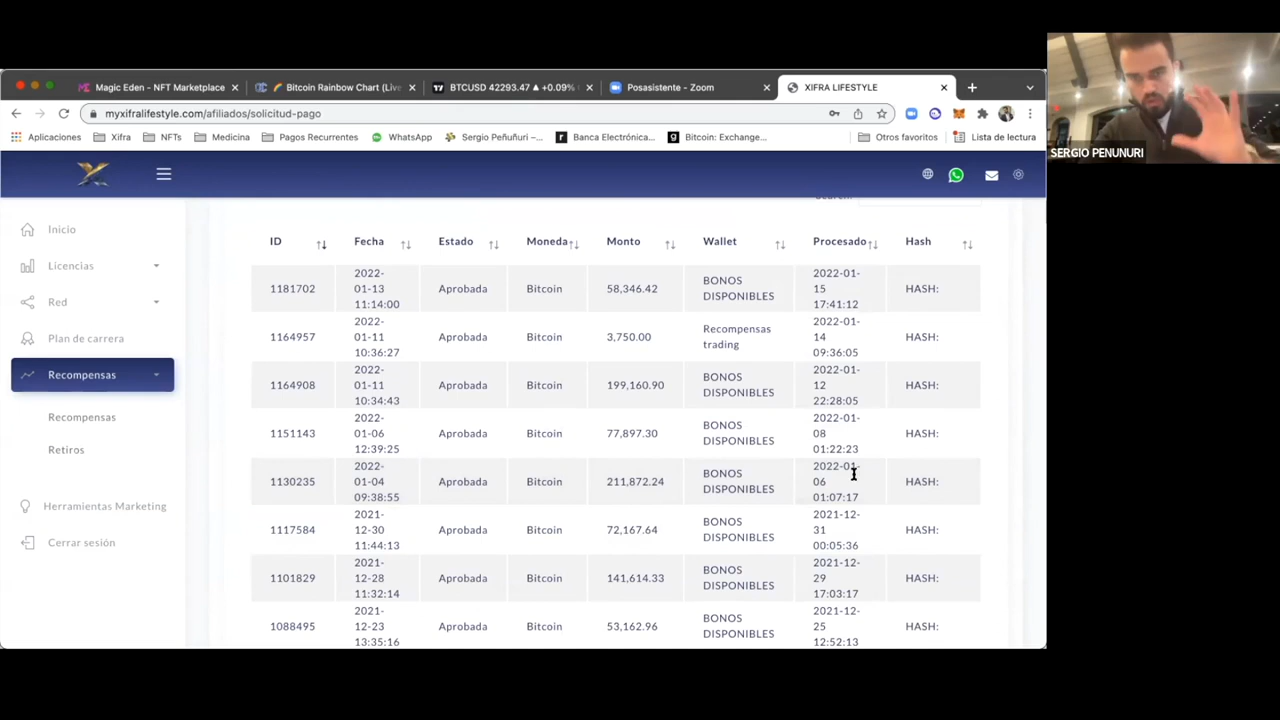 Magic Eden - NFT Marketplace
Bitcoin Rainbow Chart (Live
BTCUSD 42293.47 ▲ +0.09%
Posasistente - Zoom
XIFRA LIFESTYLE
myxifralifestyle.com/afiliados/solicitud-pago
Aplicaciones
Xifra
NFTs
Medicina
Pagos Recurrentes
WhatsApp
Sergio Peñuñuri –...
Banca Electrónica...
Bitcoin: Exchange...
Otros favoritos
Lista de lectura
SERGIO PENUNURI
Inicio
Licencias
Red
Plan de carrera
Recompensas
Recompensas
Retiros
Herramientas Marketing
Cerrar sesión
ID Fecha Estado Moneda Monto Wallet Procesado Hash
1181702 2022-01-13 11:14:00 Aprobada Bitcoin 58,346.42 BONOS DISPONIBLES 2022-01-15 17:41:12 HASH:
1164957 2022-01-11 10:36:27 Aprobada Bitcoin 3,750.00 Recompensas trading 2022-01-14 09:36:05 HASH:
1164908 2022-01-11 10:34:43 Aprobada Bitcoin 199,160.90 BONOS DISPONIBLES 2022-01-12 22:28:05 HASH:
1151143 2022-01-06 12:39:25 Aprobada Bitcoin 77,897.30 BONOS DISPONIBLES 2022-01-08 01:22:23 HASH:
1130235 2022-01-04 09:38:55 Aprobada Bitcoin 211,872.24 BONOS DISPONIBLES 2022-01-06 01:07:17 HASH:
1117584 2021-12-30 11:44:13 Aprobada Bitcoin 72,167.64 BONOS DISPONIBLES 2021-12-31 00:05:36 HASH:
1101829 2021-12-28 11:32:14 Aprobada Bitcoin 141,614.33 BONOS DISPONIBLES 2021-12-29 17:03:17 HASH:
1088495 2021-12-23 13:35:16 Aprobada Bitcoin 53,162.96 BONOS DISPONIBLES 2021-12-25 12:52:13 HASH: